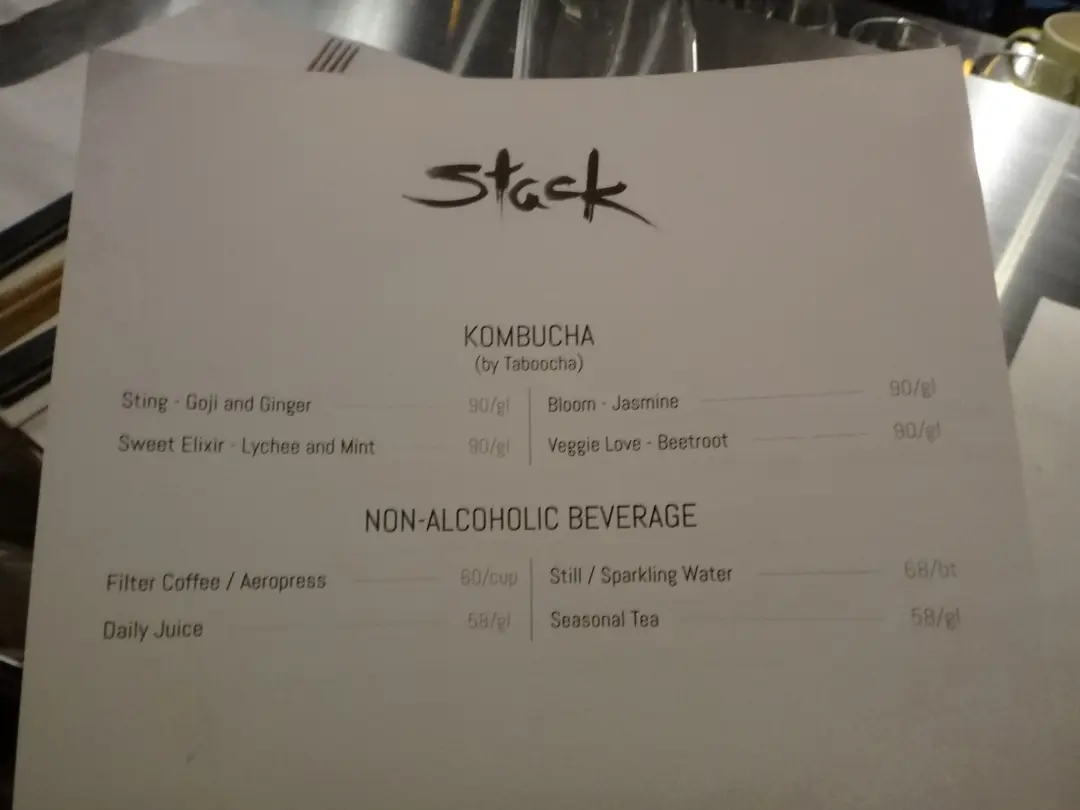 Stack
KOMBUCHA
(by Taboocha)
Sting - Goji and Ginger 90/gl
Sweet Elixir - Lychee and Mint 90/gl
Bloom - Jasmine 90/gl
Veggie Love - Beetroot 90/gl
NON-ALCOHOLIC BEVERAGE
Filter Coffee / Aeropress 60/cup
Daily Juice 58/gl
Still / Sparkling Water 68/bt
Seasonal Tea 58/gl